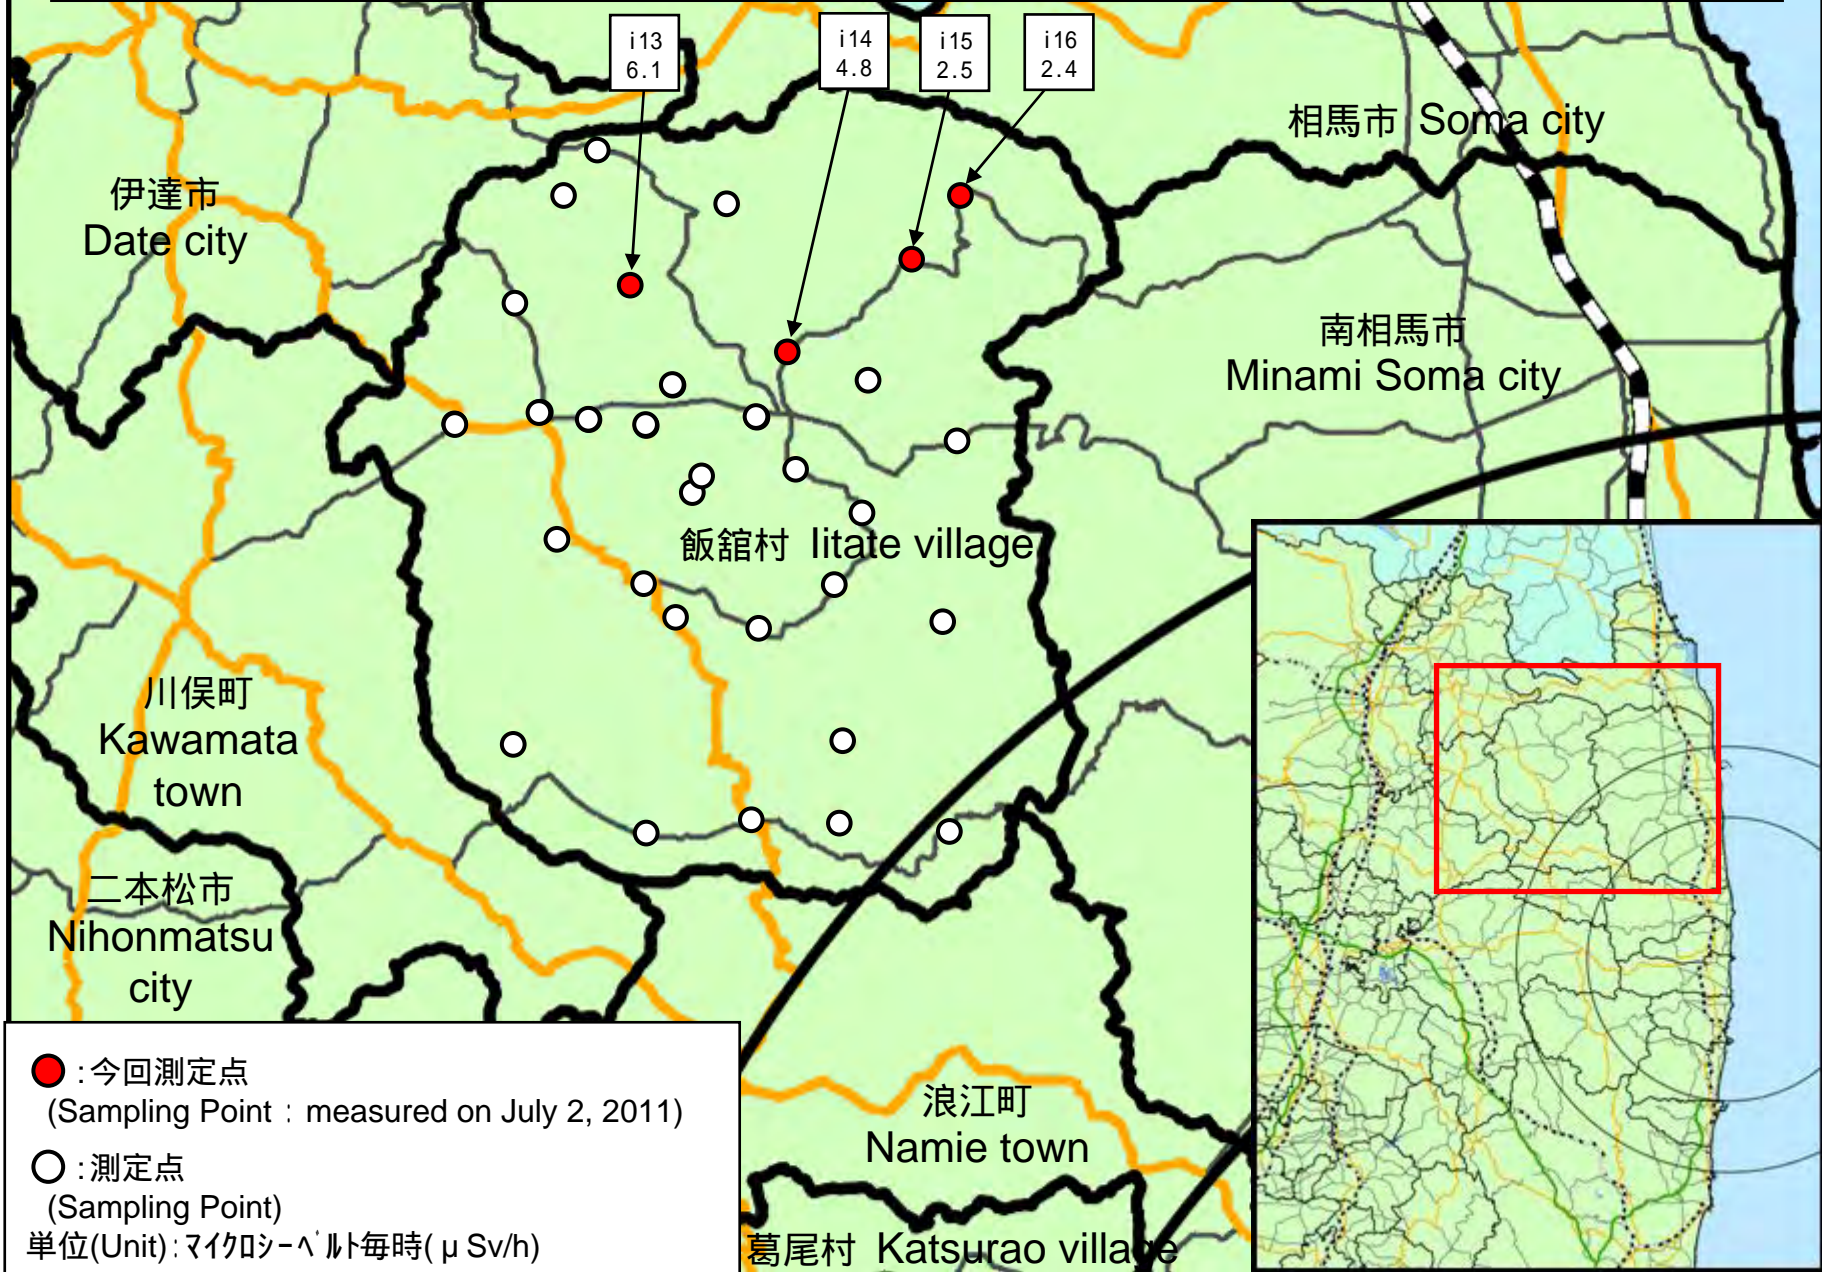 i13
6.1
i14
4.8
i15
2.5
i16
2.4
相馬市 Soma city
伊達市
Date city
南相馬市
Minami Soma city
飯舘村 Iitate village
川俣町
Kawamata
town
二本松市
Nihonmatsu
city
浪江町
Namie town
葛尾村 Katsurao village
:今回測定点
(Sampling Point : measured on July 2, 2011)
:測定点
(Sampling Point)
単位(Unit):マイクロシーベルト毎時(μSv/h)